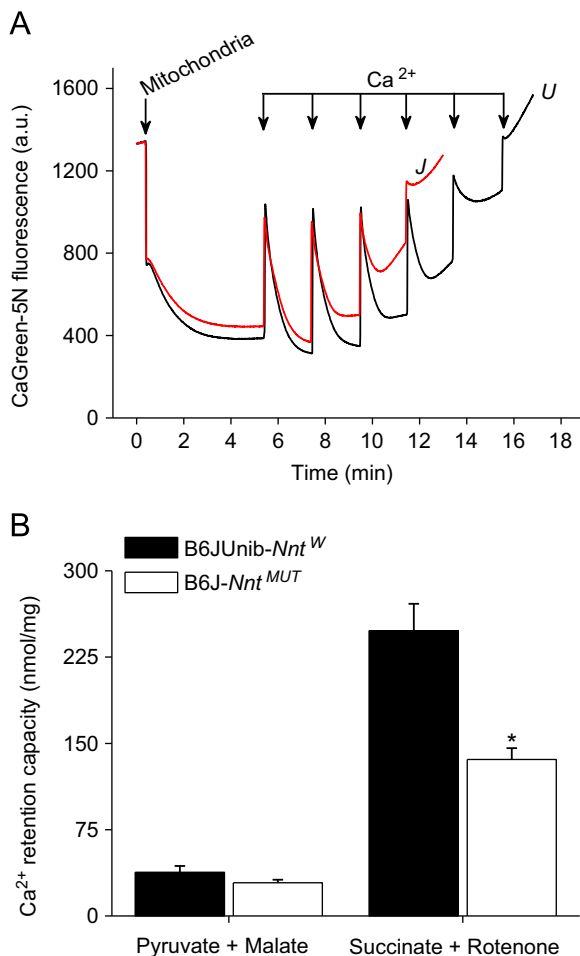 A
Mitochondria
Ca 2+
1600
U
1200
J
800
400
0
CaGreen-5N fluorescence (a.u.)
0 2 4 6 8 10 12 14 16 18
Time (min)
B
B6JUnib-Nnt W
B6J-Nnt MUT
300
225
150
*
75
0
Ca2+ retention capacity (nmol/mg)
Pyruvate + Malate Succinate + Rotenone